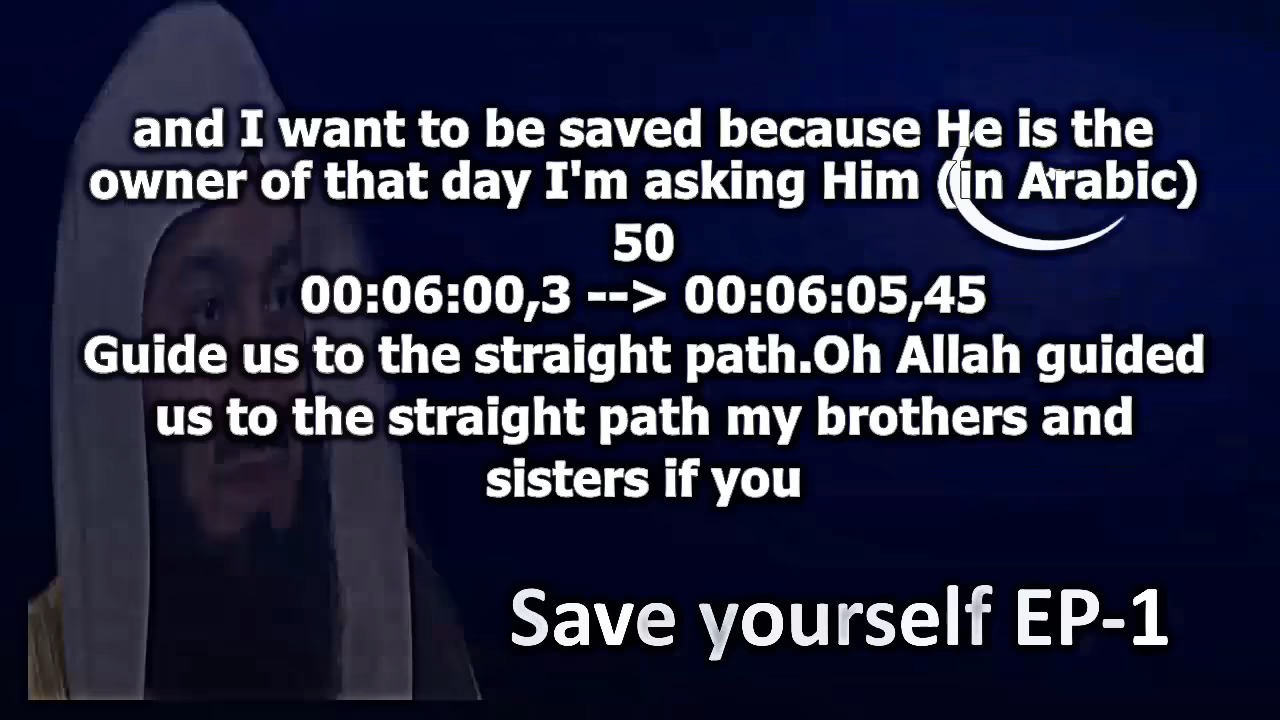 and I want to be saved because He is the
owner of that day I'm asking Him (in Arabic)
50
00:06:00,3 --> 00:06:05,45
Guide us to the straight path.Oh Allah guided
us to the straight path my brothers and
sisters if you
Save yourself EP-1